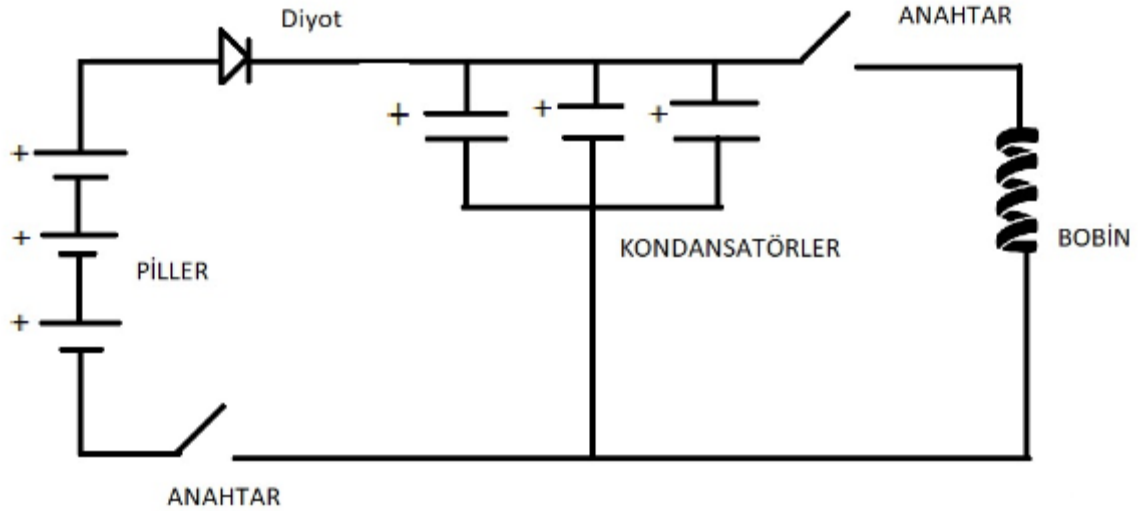 Diyot
ANAHTAR
+
+
+
+
+
PİLLER
KONDANSATÖRLER
BOBİN
+
ANAHTAR